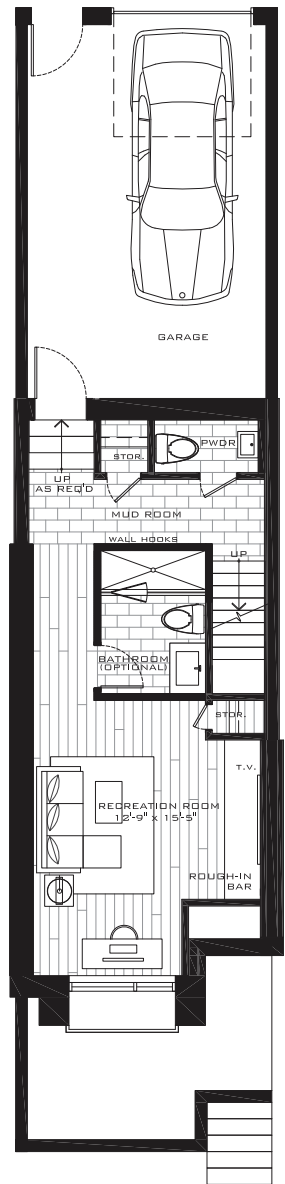 GARAGE
PWDR
STOR.
UP
AS REQ'D
MUD ROOM
WALL HOOKS
UP
BATHROOM
(OPTIONAL)
STOR.
T.V.
RECREATION ROOM
12'-9" x 15'-5"
ROUGH-IN
BAR